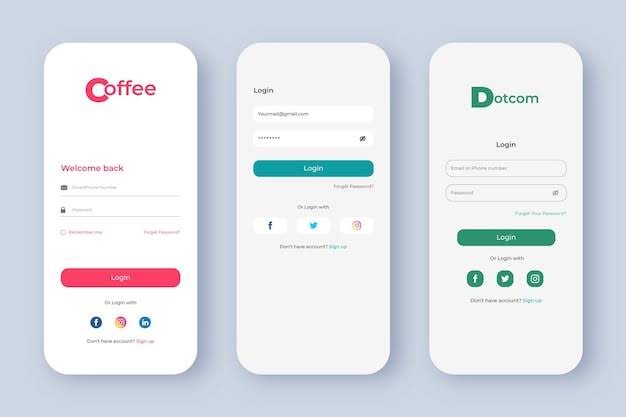 Coffee
Welcome back
Email/Phone Number
Password
Remember me Forget Password?
Login
Or Login with
Don't have account? Sign up
Login
Yourmail@gmail.com
••••••••
Login
Forget Password?
Or Login with
Don't have account? Sign up
Dotcom
Login
Email or Phone number
Password
Forget Your Password?
Login
Or Login with
Don't have account? Sign up